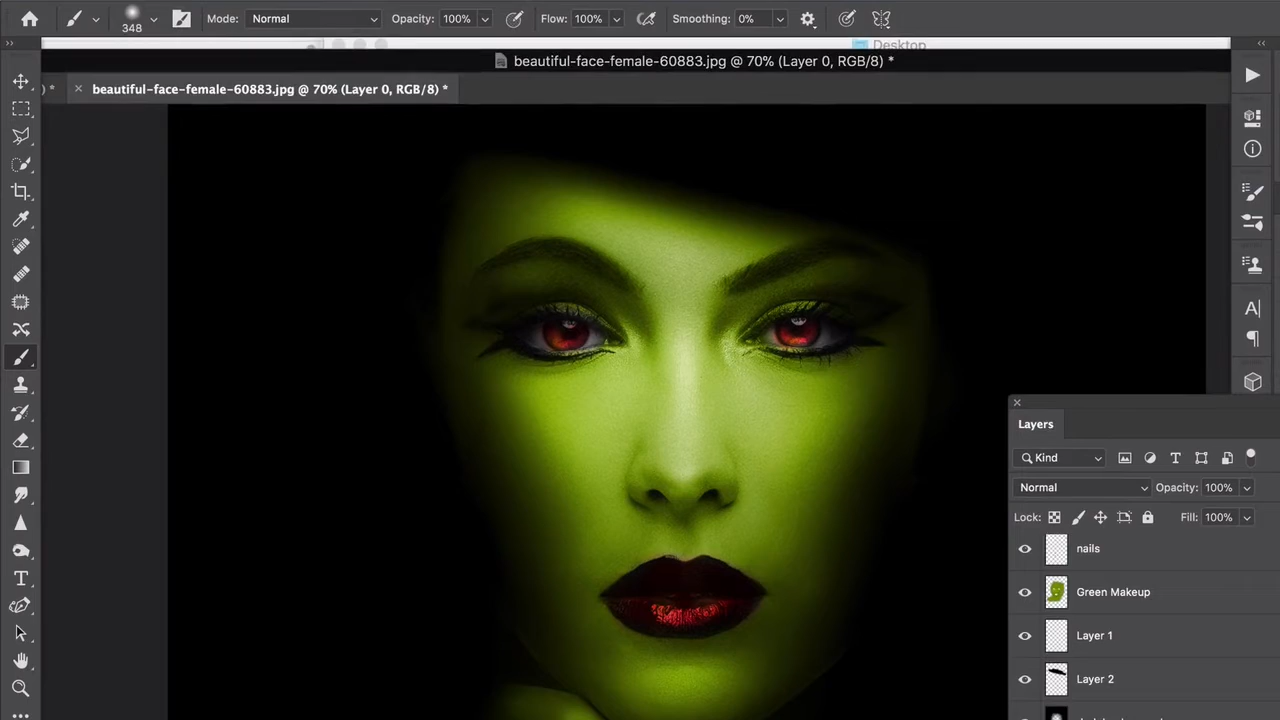 348
Mode: Normal Opacity: 100% Flow: 100% Smoothing: 0%
Desktop
beautiful-face-female-60883.jpg @ 70% (Layer 0, RGB/8) *
) * × beautiful-face-female-60883.jpg @ 70% (Layer 0, RGB/8) *
Layers
Kind
Normal Opacity: 100%
Lock: Fill: 100%
nails
Green Makeup
Layer 1
Layer 2